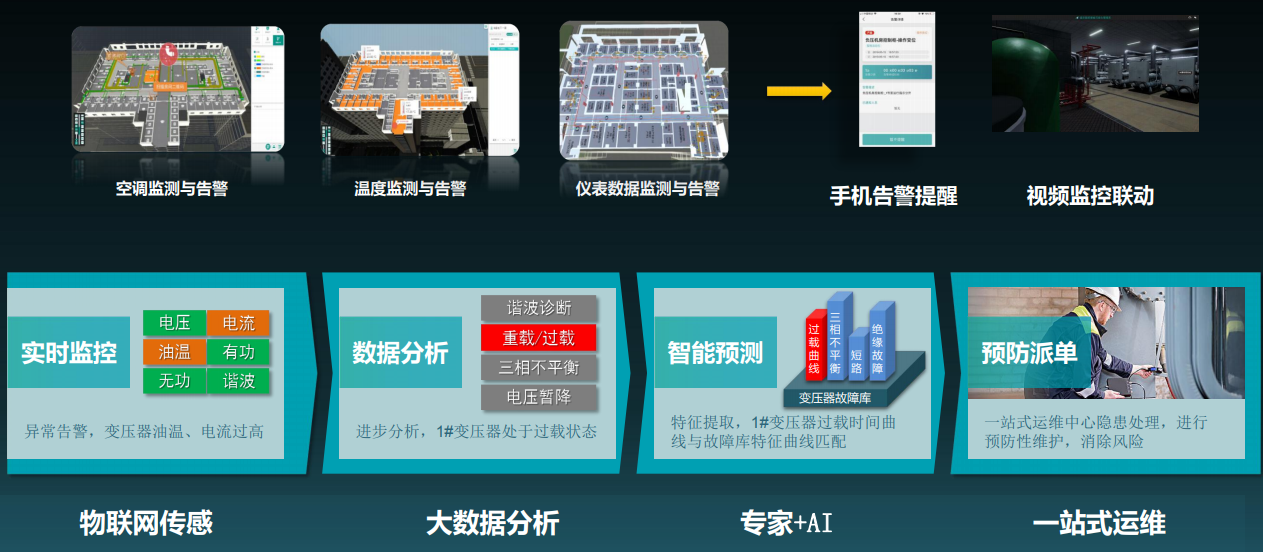 空调监测与告警
温度监测与告警
仪表数据监测与告警
手机告警提醒
视频监控联动
实时监控
电压
电流
油温
有功
无功
谐波
异常告警，变压器油温、电流过高
数据分析
谐波诊断
重载/过载
三相不平衡
电压暂降
进步分析，1#变压器处于过载状态
智能预测
过载曲线
三相不平衡
短路
绝缘故障
变压器故障库
特征提取，1#变压器过载时间曲
线与故障库特征曲线匹配
预防派单
一站式运维中心隐患处理，进行
预防性维护，消除风险
物联网传感
大数据分析
专家+AI
一站式运维